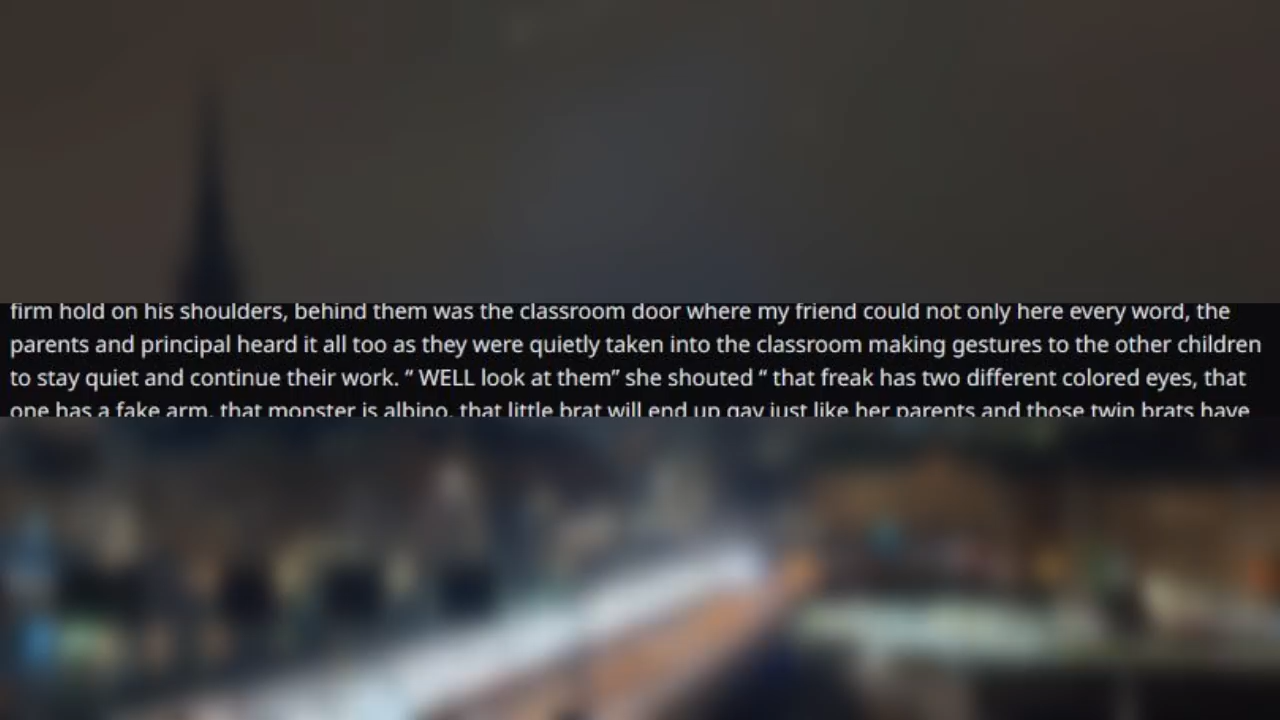 firm hold on his shoulders, behind them was the classroom door where my friend could not only here every word, the
parents and principal heard it all too as they were quietly taken into the classroom making gestures to the other children
to stay quiet and continue their work. “ WELL look at them” she shouted “ that freak has two different colored eyes, that
one has a fake arm, that monster is albino, that little brat will end up gay just like her parents and those twin brats have